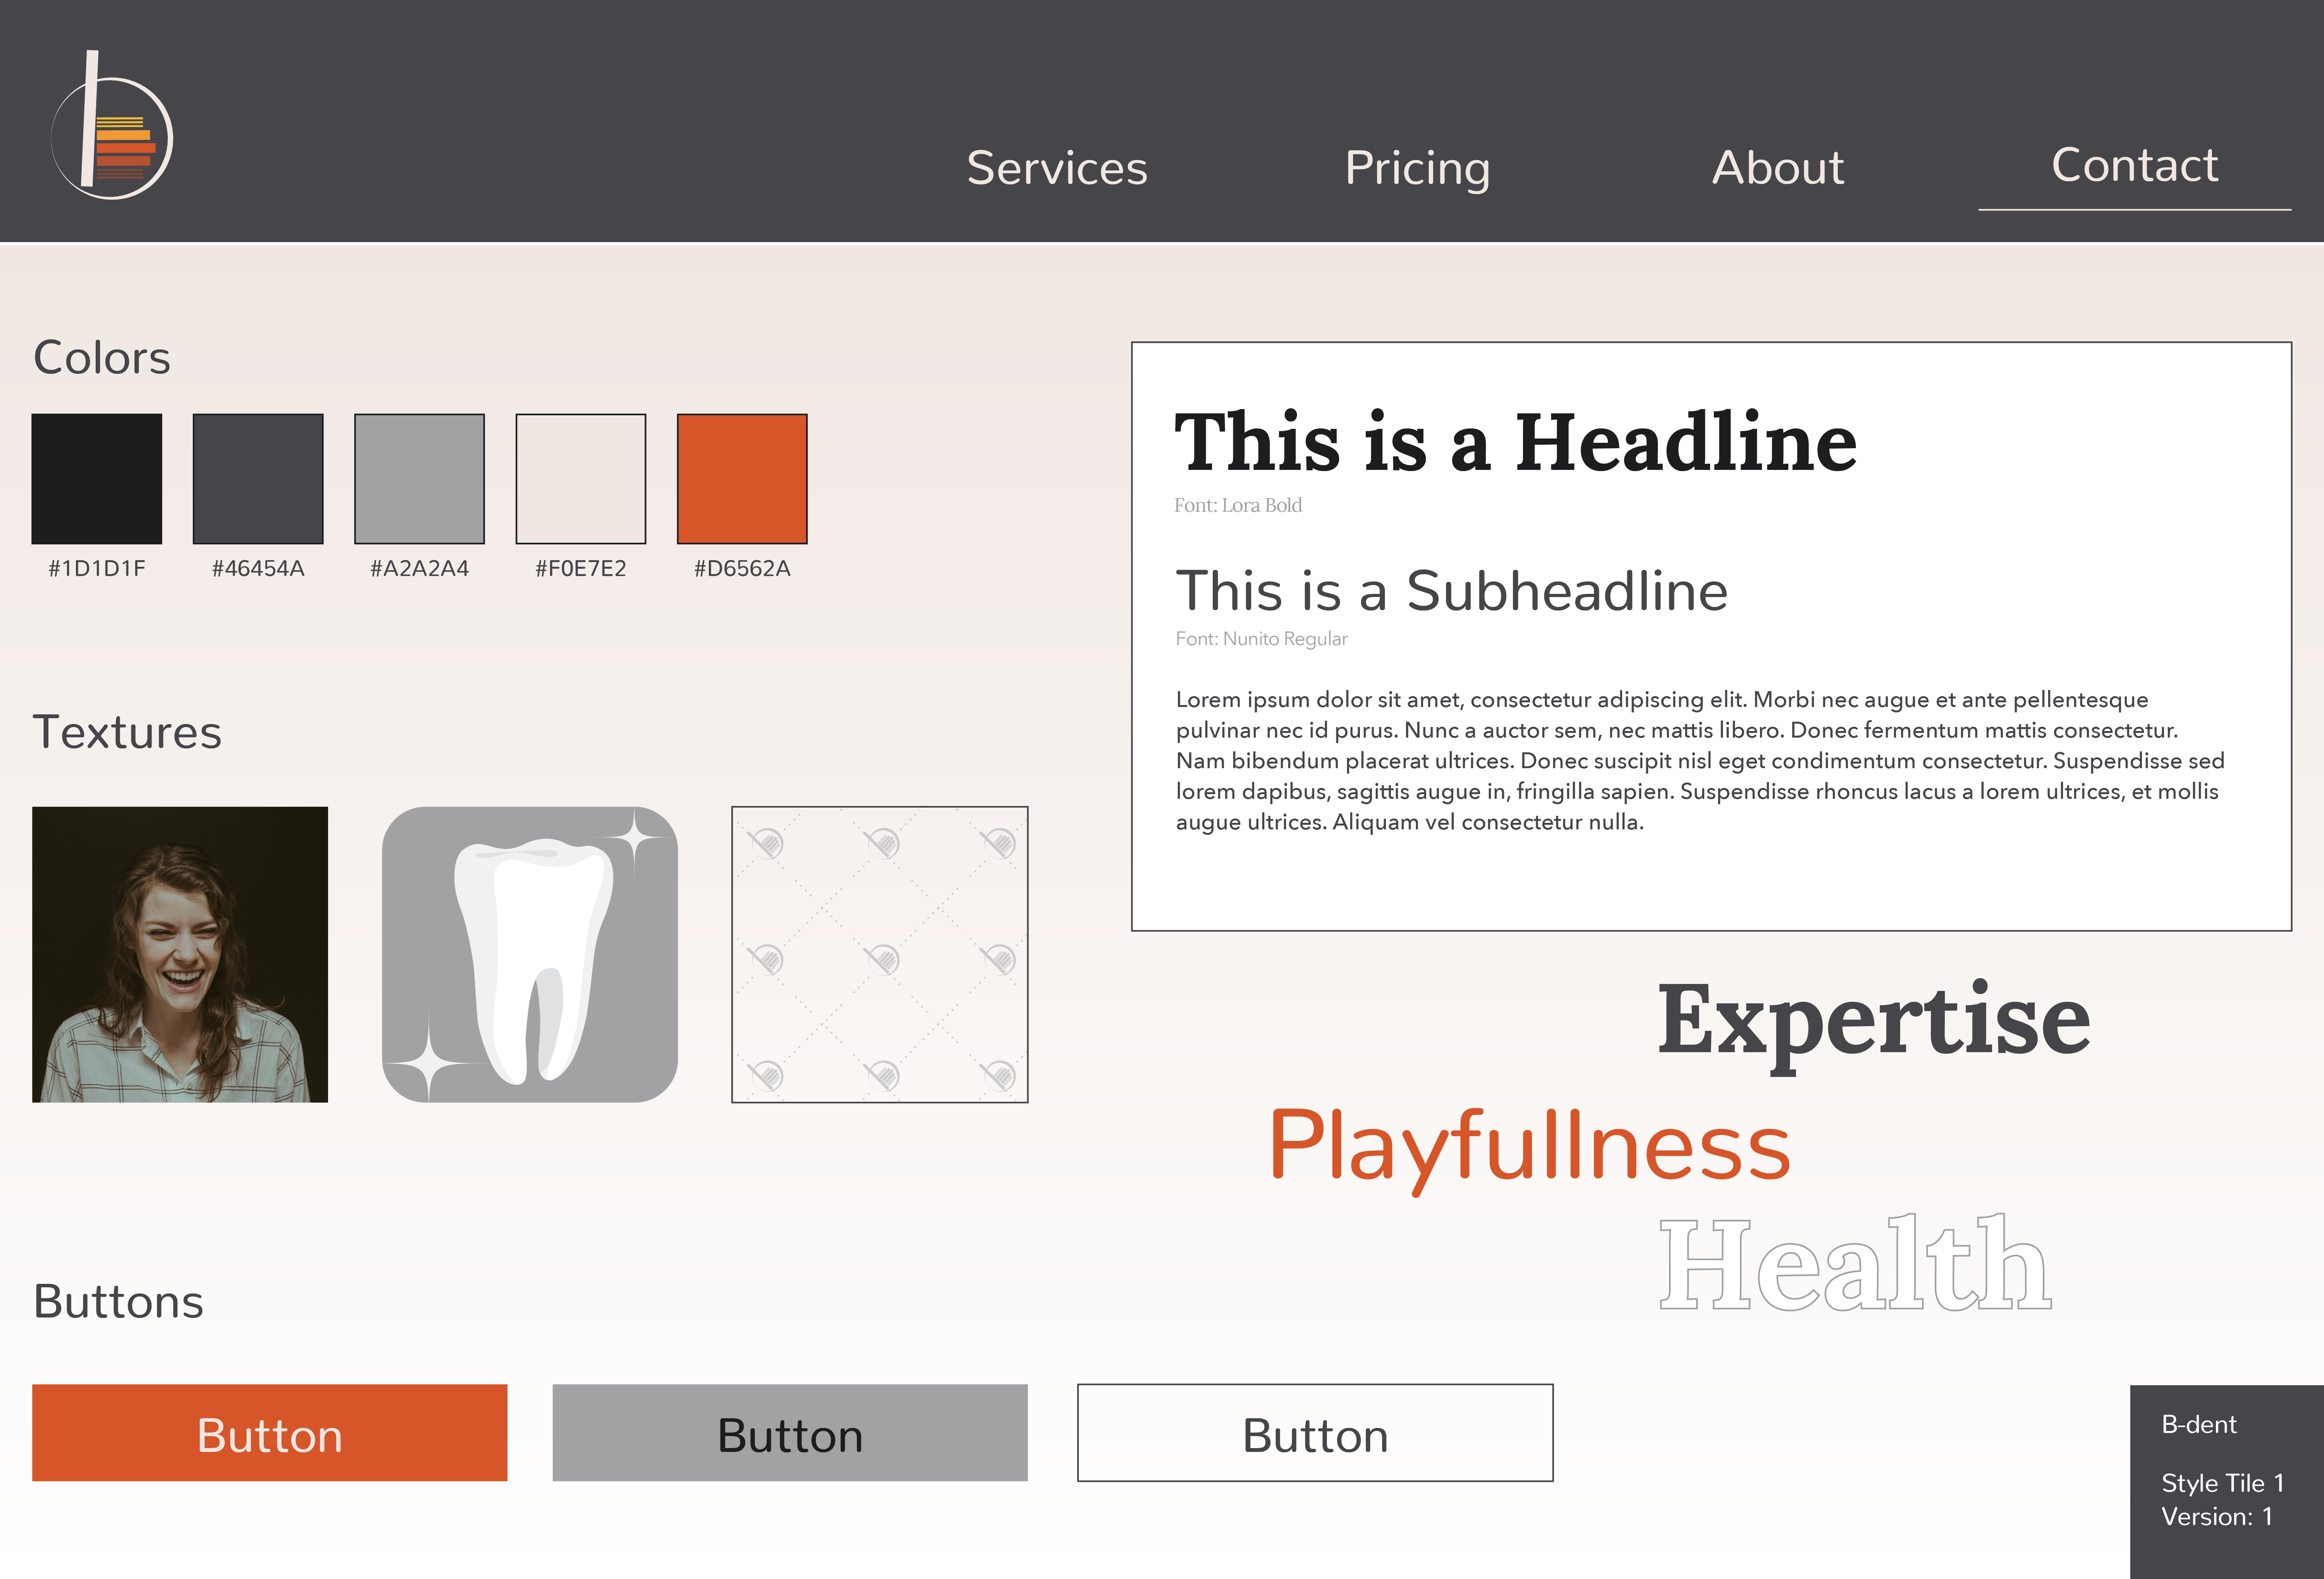 Services Pricing About Contact
Colors
#1D1D1F #46454A #A2A2A4 #F0E7E2 #D6562A
Textures
Buttons
Button Button Button
This is a Headline
Font: Lora Bold
This is a Subheadline
Font: Nunito Regular
Lorem ipsum dolor sit amet, consectetur adipiscing elit. Morbi nec augue et ante pellentesque
pulvinar nec id purus. Nunc a auctor sem, nec mattis libero. Donec fermentum mattis consectetur.
Nam bibendum placerat ultrices. Donec suscipit nisl eget condimentum consectetur. Suspendisse sed
lorem dapibus, sagittis augue in, fringilla sapien. Suspendisse rhoncus lacus a lorem ultrices, et mollis
augue ultrices. Aliquam vel consectetur nulla.
Expertise
Playfullness
Health
B-dent
Style Tile 1
Version: 1